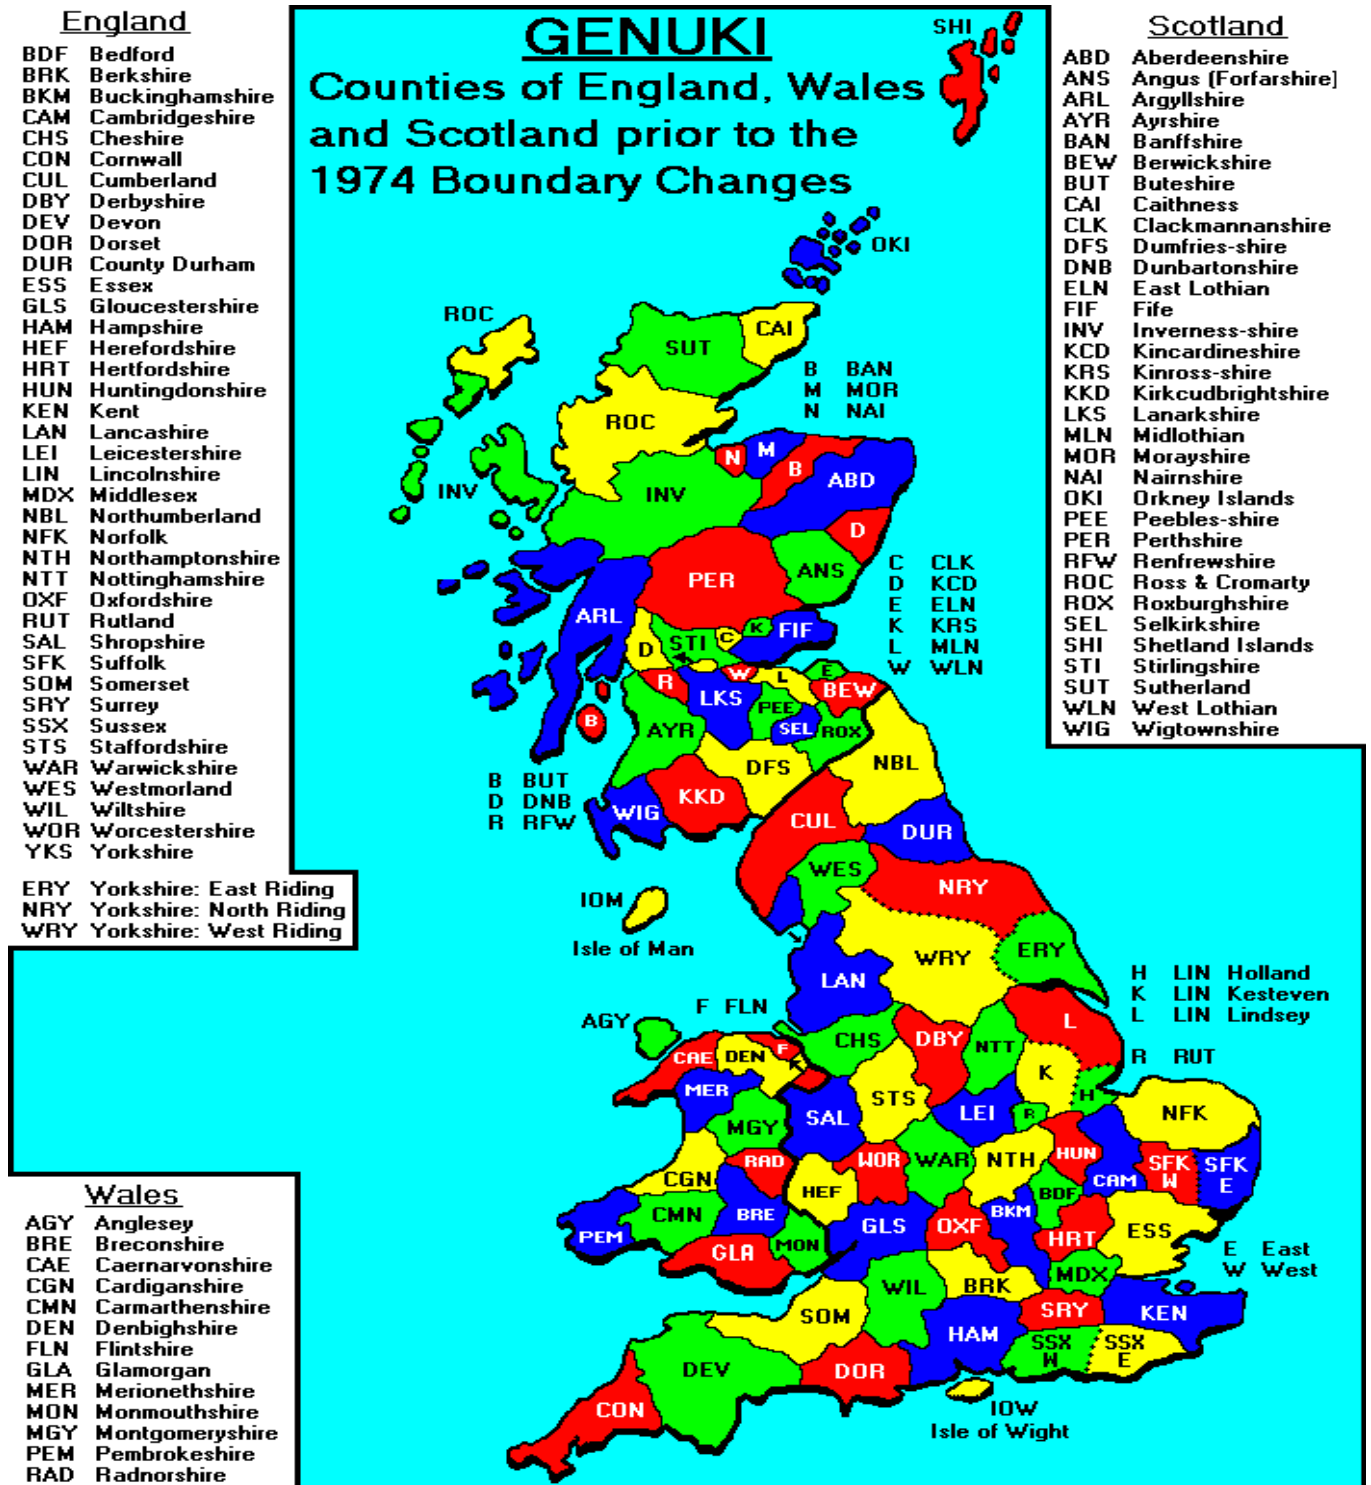 England
BDF Bedford
BRK Berkshire
BKM Buckinghamshire
CAM Cambridgeshire
CHS Cheshire
CON Cornwall
CUL Cumberland
DBY Derbyshire
DEV Devon
DOR Dorset
DUR County Durham
ESS Essex
GLS Gloucestershire
HAM Hampshire
HEF Herefordshire
HRT Hertfordshire
HUN Huntingdonshire
KEN Kent
LAN Lancashire
LEI Leicestershire
LIN Lincolnshire
MDX Middlesex
NBL Northumberland
NFK Norfolk
NTH Northamptonshire
NTT Nottinghamshire
OXF Oxfordshire
RUT Rutland
SAL Shropshire
SFK Suffolk
SOM Somerset
SRY Surrey
SSX Sussex
STS Staffordshire
WAR Warwickshire
WES Westmorland
WIL Wiltshire
WOR Worcestershire
YKS Yorkshire
ERY Yorkshire: East Riding
NRY Yorkshire: North Riding
WRY Yorkshire: West Riding
Wales
AGY Anglesey
BRE Breconshire
CAE Caernarvonshire
CGN Cardiganshire
CMN Carmarthenshire
DEN Denbighshire
FLN Flintshire
GLA Glamorgan
MER Merionethshire
MON Monmouthshire
MGY Montgomeryshire
PEM Pembrokeshire
RAD Radnorshire
GENUKI
Counties of England, Wales
and Scotland prior to the
1974 Boundary Changes
SHI
OKI
ROC
CAI
SUT
B BAN
M MOR
N NAI
ROC
M
N
B
ABD
INV
INV
D
PER
ANS
C CLK
D KCD
E ELN
K KRS
L MLN
W WLN
ARL
K
FIF
C
STI
D
W
L
E
R
BEW
LKS
PEE
B
AYR
SEL
ROX
NBL
DFS
B BUT
D DNB
R RFW
KKD
WIG
CUL
DUR
WES
NRY
IOM
Isle of Man
WRY
ERY
LAN
H LIN Holland
K LIN Kesteven
L LIN Lindsey
F FLN
AGY
L
CHS
DBY
NTT
R RUT
CAE
DEN
F
K
MER
STS
H
SAL
LEI
R
NFK
MGY
RAD
WOR
WAR
NTH
HUN
SFK
W
SFK
E
CGN
HEF
BDF
CAM
CMN
BRE
BKM
PEM
GLS
OXF
HRT
ESS
GLA
MON
E East
W West
WIL
BRK
MDX
SOM
SRY
KEN
HAM
SSX
W
SSX
E
DEV
DOR
CON
IOW
Isle of Wight
Scotland
ABD Aberdeenshire
ANS Angus (Forfarshire)
ARL Argyllshire
AYR Ayrshire
BAN Banffshire
BEW Berwickshire
BUT Buteshire
CAI Caithness
CLK Clackmannanshire
DFS Dumfries-shire
DNB Dunbartonshire
ELN East Lothian
FIF Fife
INV Inverness-shire
KCD Kincardineshire
KRS Kinross-shire
KKD Kirkcudbrightshire
LKS Lanarkshire
MLN Midlothian
MOR Morayshire
NAI Nairnshire
OKI Orkney Islands
PEE Peebles-shire
PER Perthshire
RFW Renfrewshire
ROC Ross & Cromarty
ROX Roxburghshire
SEL Selkirkshire
SHI Shetland Islands
STI Stirlingshire
SUT Sutherland
WLN West Lothian
WIG Wigtownshire